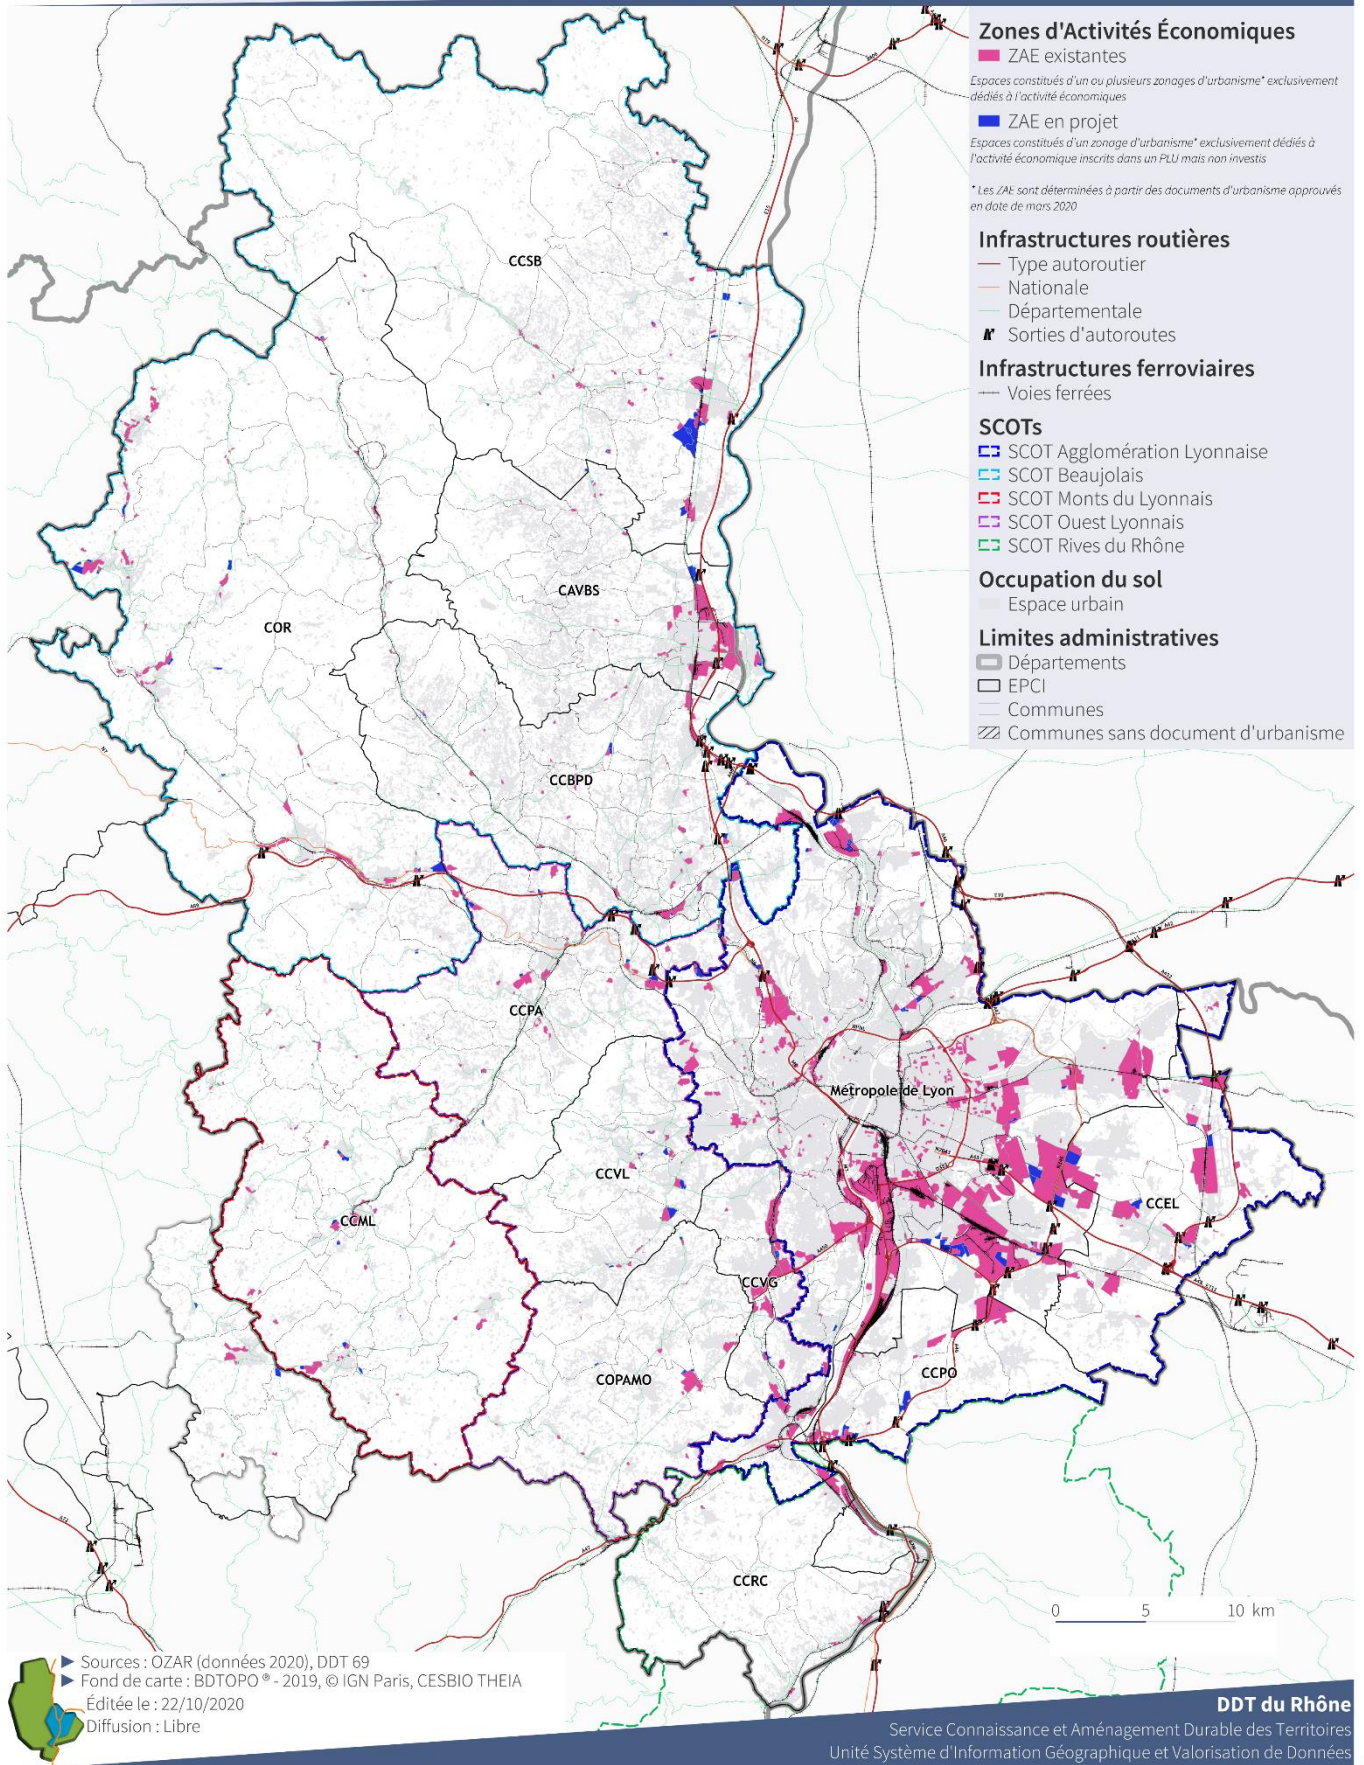 Zones d'Activités Économiques
ZAE existantes
Espaces constitués d'un ou plusieurs zonages d'urbanisme* exclusivement
dédiés à l'activité économiques
ZAE en projet
Espaces constitués d'un zonage d'urbanisme* exclusivement dédiés à
l'activité économique inscrits dans un PLU mais non investis
* Les ZAE sont déterminées à partir des documents d'urbanisme approuvés
en date de mars 2020
Infrastructures routières
Type autoroutier
Nationale
Départementale
Sorties d'autoroutes
Infrastructures ferroviaires
Voies ferrées
SCOTs
SCOT Agglomération Lyonnaise
SCOT Beaujolais
SCOT Monts du Lyonnais
SCOT Ouest Lyonnais
SCOT Rives du Rhône
Occupation du sol
Espace urbain
Limites administratives
Départements
EPCI
Communes
Communes sans document d'urbanisme
CCSB
CAVBS
COR
CCBPD
CCPA
Métropole de Lyon
CCVL
CCML
CCEL
CCVG
COPAMO
CCPO
CCRC
0 5 10 km
Sources : OZAR (données 2020), DDT 69
Fond de carte : BDTOPO ® - 2019, © IGN Paris, CESBIO THEIA
Éditée le : 22/10/2020
Diffusion : Libre
DDT du Rhône
Service Connaissance et Aménagement Durable des Territoires
Unité Système d'Information Géographique et Valorisation de Données